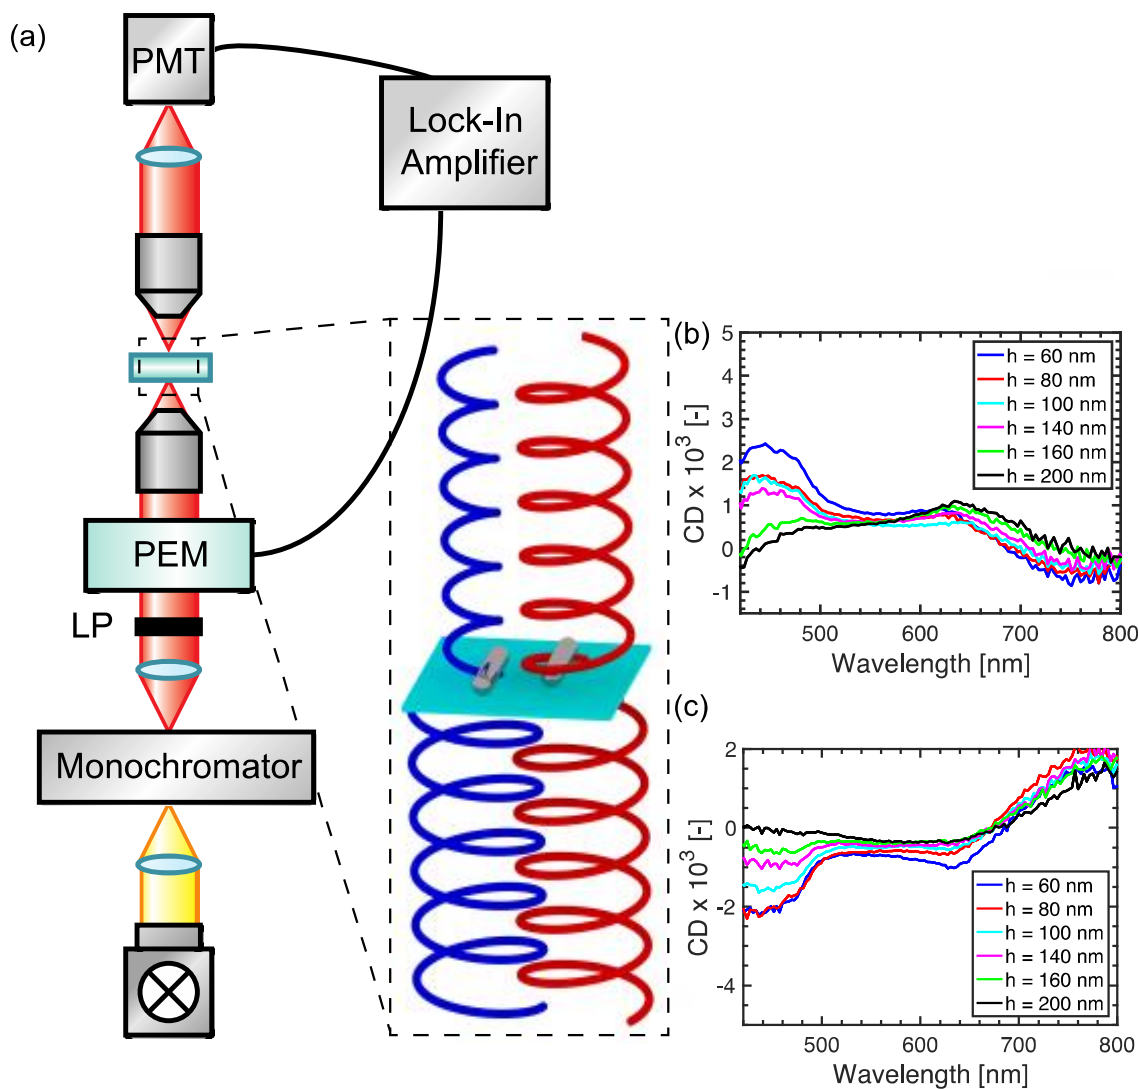 (a)
PMT
Lock-In
Amplifier
PEM
LP
Monochromator
(b)
CD x 10³ [-]
5
4
3
2
1
0
-1
h = 60 nm
h = 80 nm
h = 100 nm
h = 140 nm
h = 160 nm
h = 200 nm
500 600 700 800
Wavelength [nm]
(c)
CD x 10³ [-]
2
0
-2
-4
h = 60 nm
h = 80 nm
h = 100 nm
h = 140 nm
h = 160 nm
h = 200 nm
500 600 700 800
Wavelength [nm]